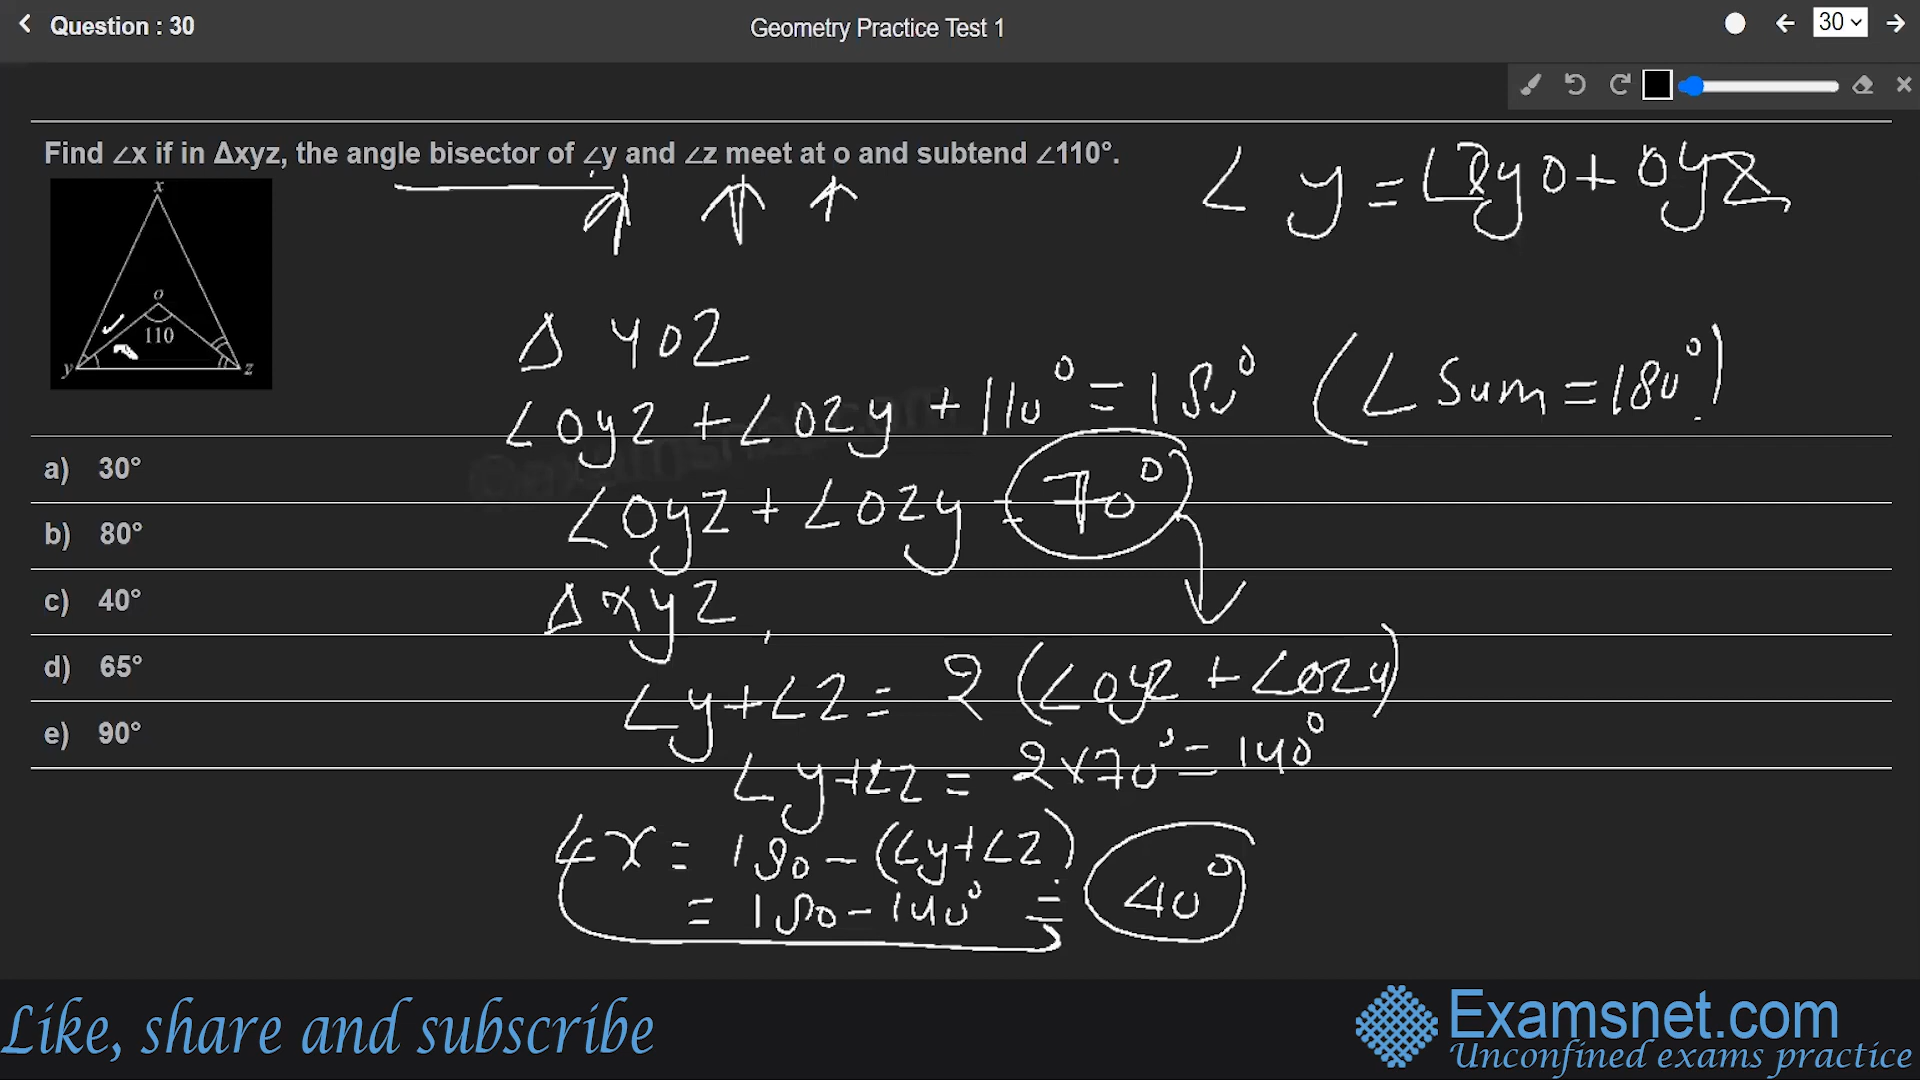 Question : 30
Geometry Practice Test 1
30
Find ∠x if in Δxyz, the angle bisector of ∠y and ∠z meet at o and subtend ∠110°.
∠y = ∠xyo + oyz
x
o
110
y
z
Δ yoz
∠oyz + ∠ozy + 110° = 180° (∠ Sum = 180°)
a) 30°
∠oyz + ∠ozy = 70°
b) 80°
c) 40°
Δxyz,
d) 65°
∠y + ∠z = 2 (∠oyz + ∠ozy)
e) 90°
∠y + ∠z = 2 × 70° = 140°
∠x = 180 - (∠y + ∠z)
= 180 - 140° = 40°
Like, share and subscribe
Examsnet.com
Unconfined exams practice